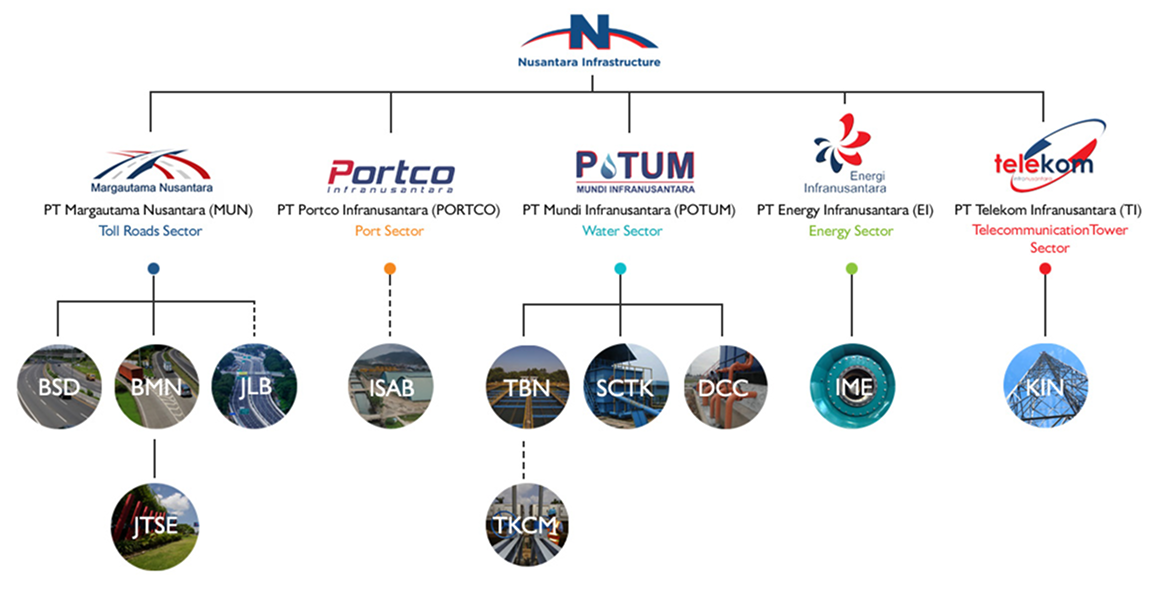 N
Nusantara Infrastructure
Margautama Nusantara
PT Margautama Nusantara (MUN)
Toll Roads Sector
Portco
Infranusantara
PT Portco Infranusantara (PORTCO)
Port Sector
POTUM
MUNDI INFRANUSANTARA
PT Mundi Infranusantara (POTUM)
Water Sector
Energi
Infranusantara
PT Energy Infranusantara (EI)
Energy Sector
telekom
infranusantara
PT Telekom Infranusantara (TI)
TelecommunicationTower
Sector
BSD
BMN
JLB
ISAB
TBN
SCTK
DCC
IME
KIN
JTSE
TKCM